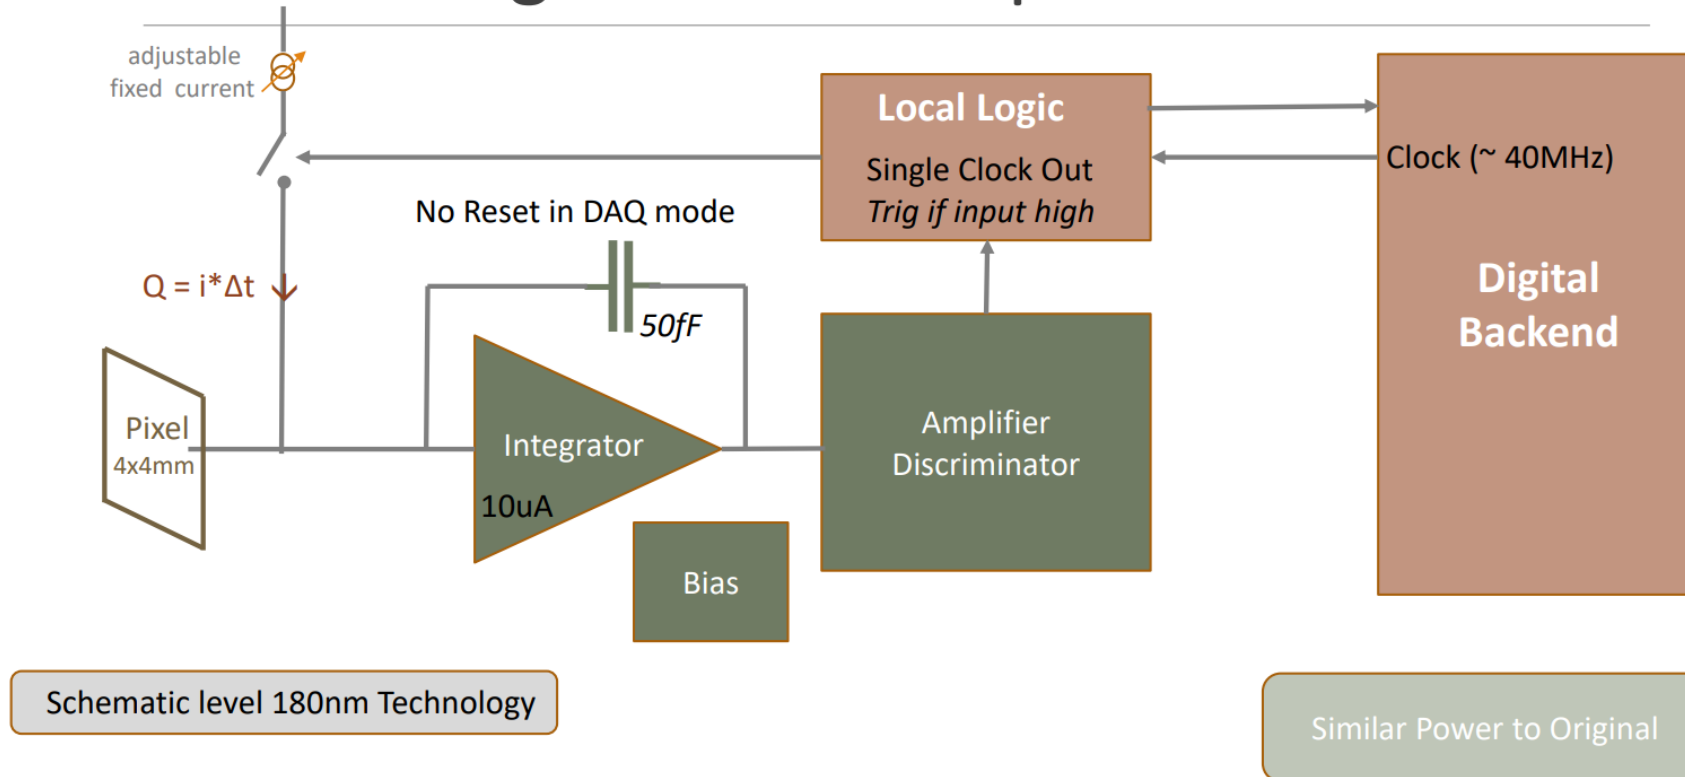 adjustable
fixed current
Local Logic
Single Clock Out
Trig if input high
Clock (~ 40MHz)
No Reset in DAQ mode
Q = i*Δt
50fF
Digital
Backend
Pixel
4x4mm
Integrator
10uA
Amplifier
Discriminator
Bias
Schematic level 180nm Technology
Similar Power to Original